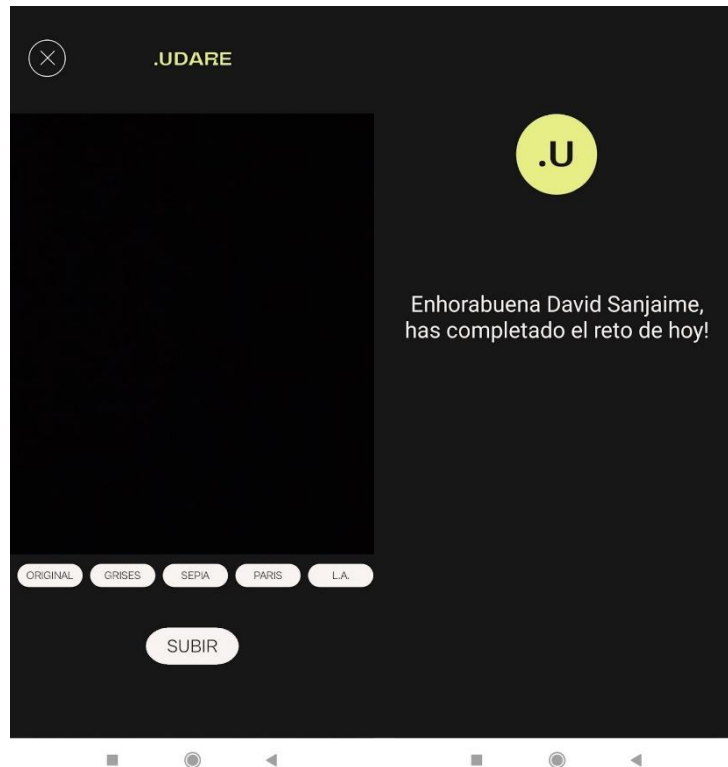 .UDARE
ORIGINAL GRISES SEPIA PARIS L.A.
SUBIR
.U
Enhorabuena David Sanjaime,
has completado el reto de hoy!